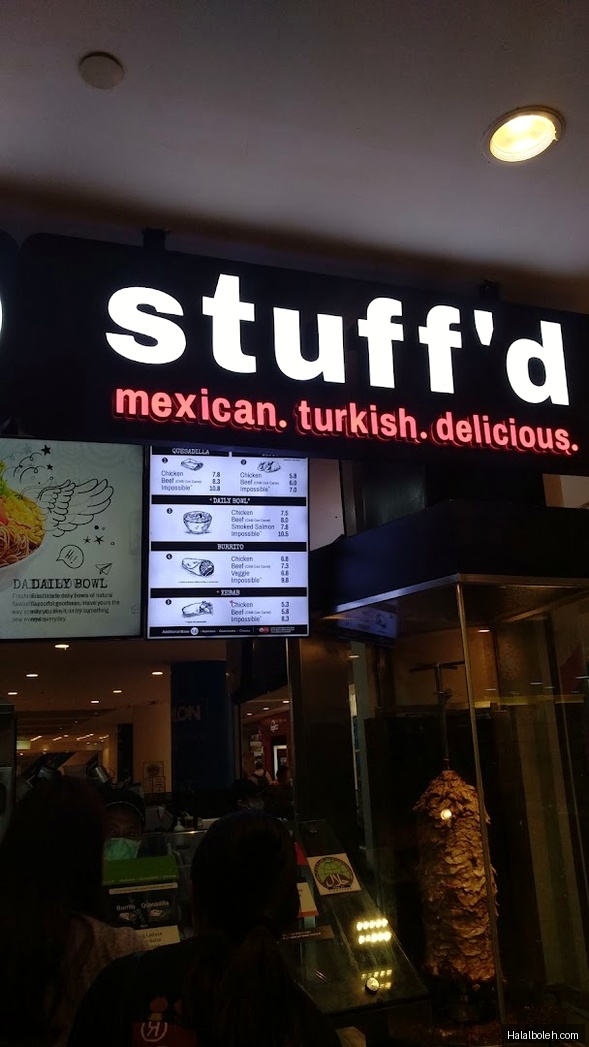 stuff'd
mexican. turkish. delicious.
QUESADILLA
Chicken 7.8
Beef 8.3
Impossible 10.8
Chicken 5.8
Beef 6.0
Impossible 7.0
"DAILY BOWL"
Chicken 7.5
Beef 8.0
Smoked Salmon 7.8
Impossible 10.5
BURRITO
Chicken 6.8
Beef 7.3
Veggie 6.8
Impossible 9.8
KEBAB
Chicken 5.3
Beef 5.8
Impossible 8.3
DAILY BOWL
Hi!
Burrito Quesadilla
Halalboleh.com